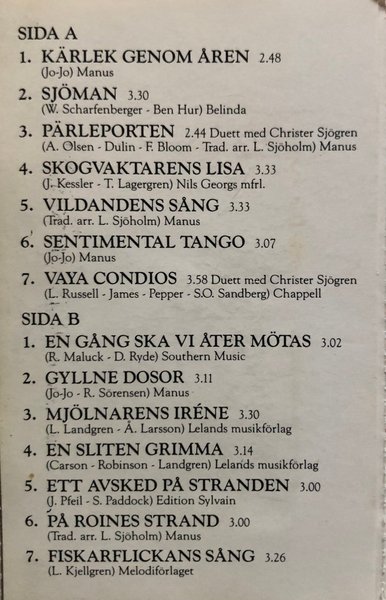 SIDA A
1. KÄRLEK GENOM ÅREN 2.48
(Jo-Jo) Manus
2. SJÖMAN 3.30
(W. Scharfenberger - Ben Hur) Belinda
3. PÄRLEPORTEN 2.44 Duett med Christer Sjögren
(A. Olsen - Dulin - F. Bloom - Trad. arr. L. Sjöholm) Manus
4. SKOGVAKTARENS LISA 3.33
(J. Kessler - T. Lagergren) Nils Georgs mfrl.
5. VILDANDENS SÅNG 3.33
(Trad. arr. L. Sjöholm) Manus
6. SENTIMENTAL TANGO 3.07
(Jo-Jo) Manus
7. VAYA CONDIOS 3.58 Duett med Christer Sjögren
(L. Russell - James - Pepper - S.O. Sandberg) Chappell
SIDA B
1. EN GÅNG SKA VI ÅTER MÖTAS 3.02
(R. Maluck - D. Ryde) Southern Music
2. GYLLNE DOSOR 3.11
(Jo-Jo - R. Sörensen) Manus
3. MJÖLNARENS IRÉNE 3.30
(L. Landgren - Å. Larsson) Lelands musikförlag
4. EN SLITEN GRIMMA 3.14
(Carson - Robinson - Landgren) Lelands musikförlag
5. ETT AVSKED PÅ STRANDEN 3.00
(J. Pfeil - S. Paddock) Edition Sylvain
6. PÅ ROINES STRAND 3.00
(Trad. arr. L. Sjöholm) Manus
7. FISKARFLICKANS SÅNG 3.26
(L. Kjellgren) Melodiförlaget